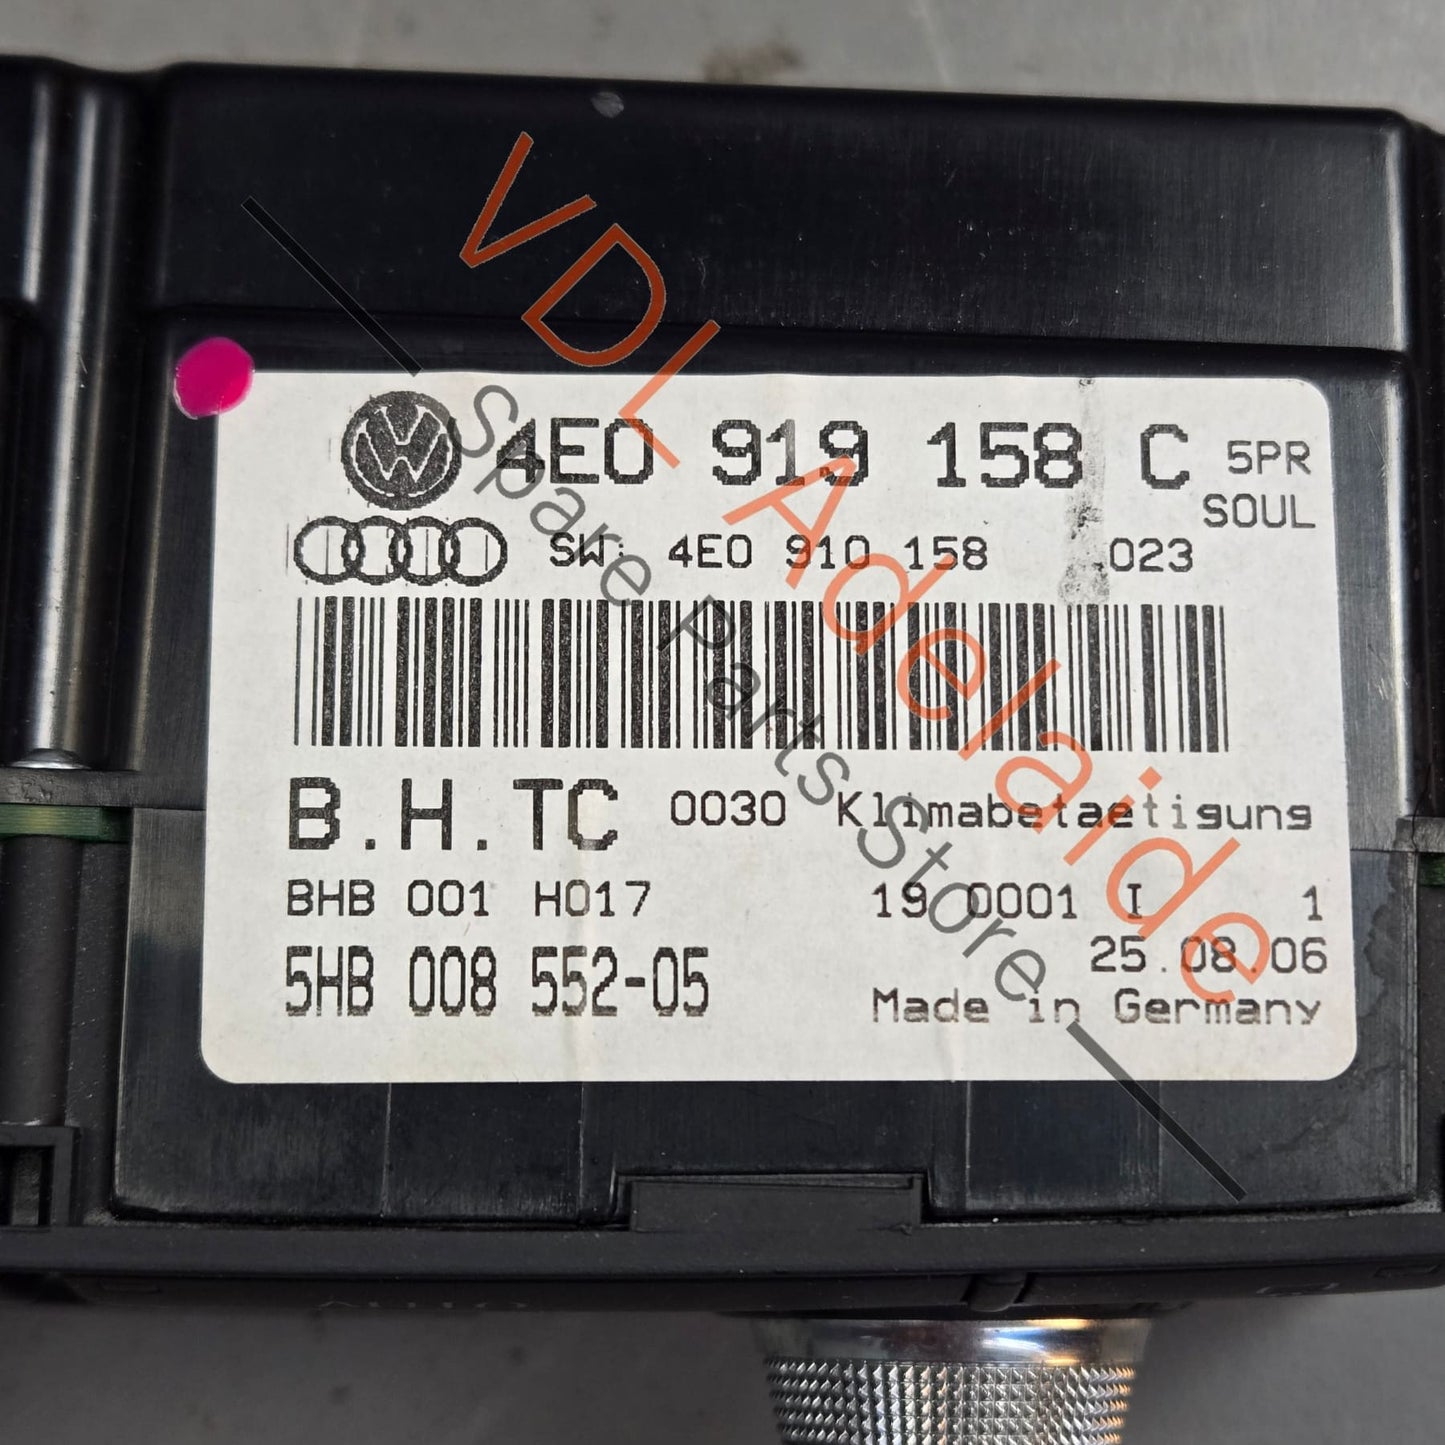 4E0 919 158 C 5PR
SOUL
SW: 4E0 910 158 023
B.H.TC 0030 Klimabetaetigung
BHB 001 H017 19 0001 I 1
25.08.06
5HB 008 552-05
Made in Germany
VDL Adelaide
Spare Parts Store